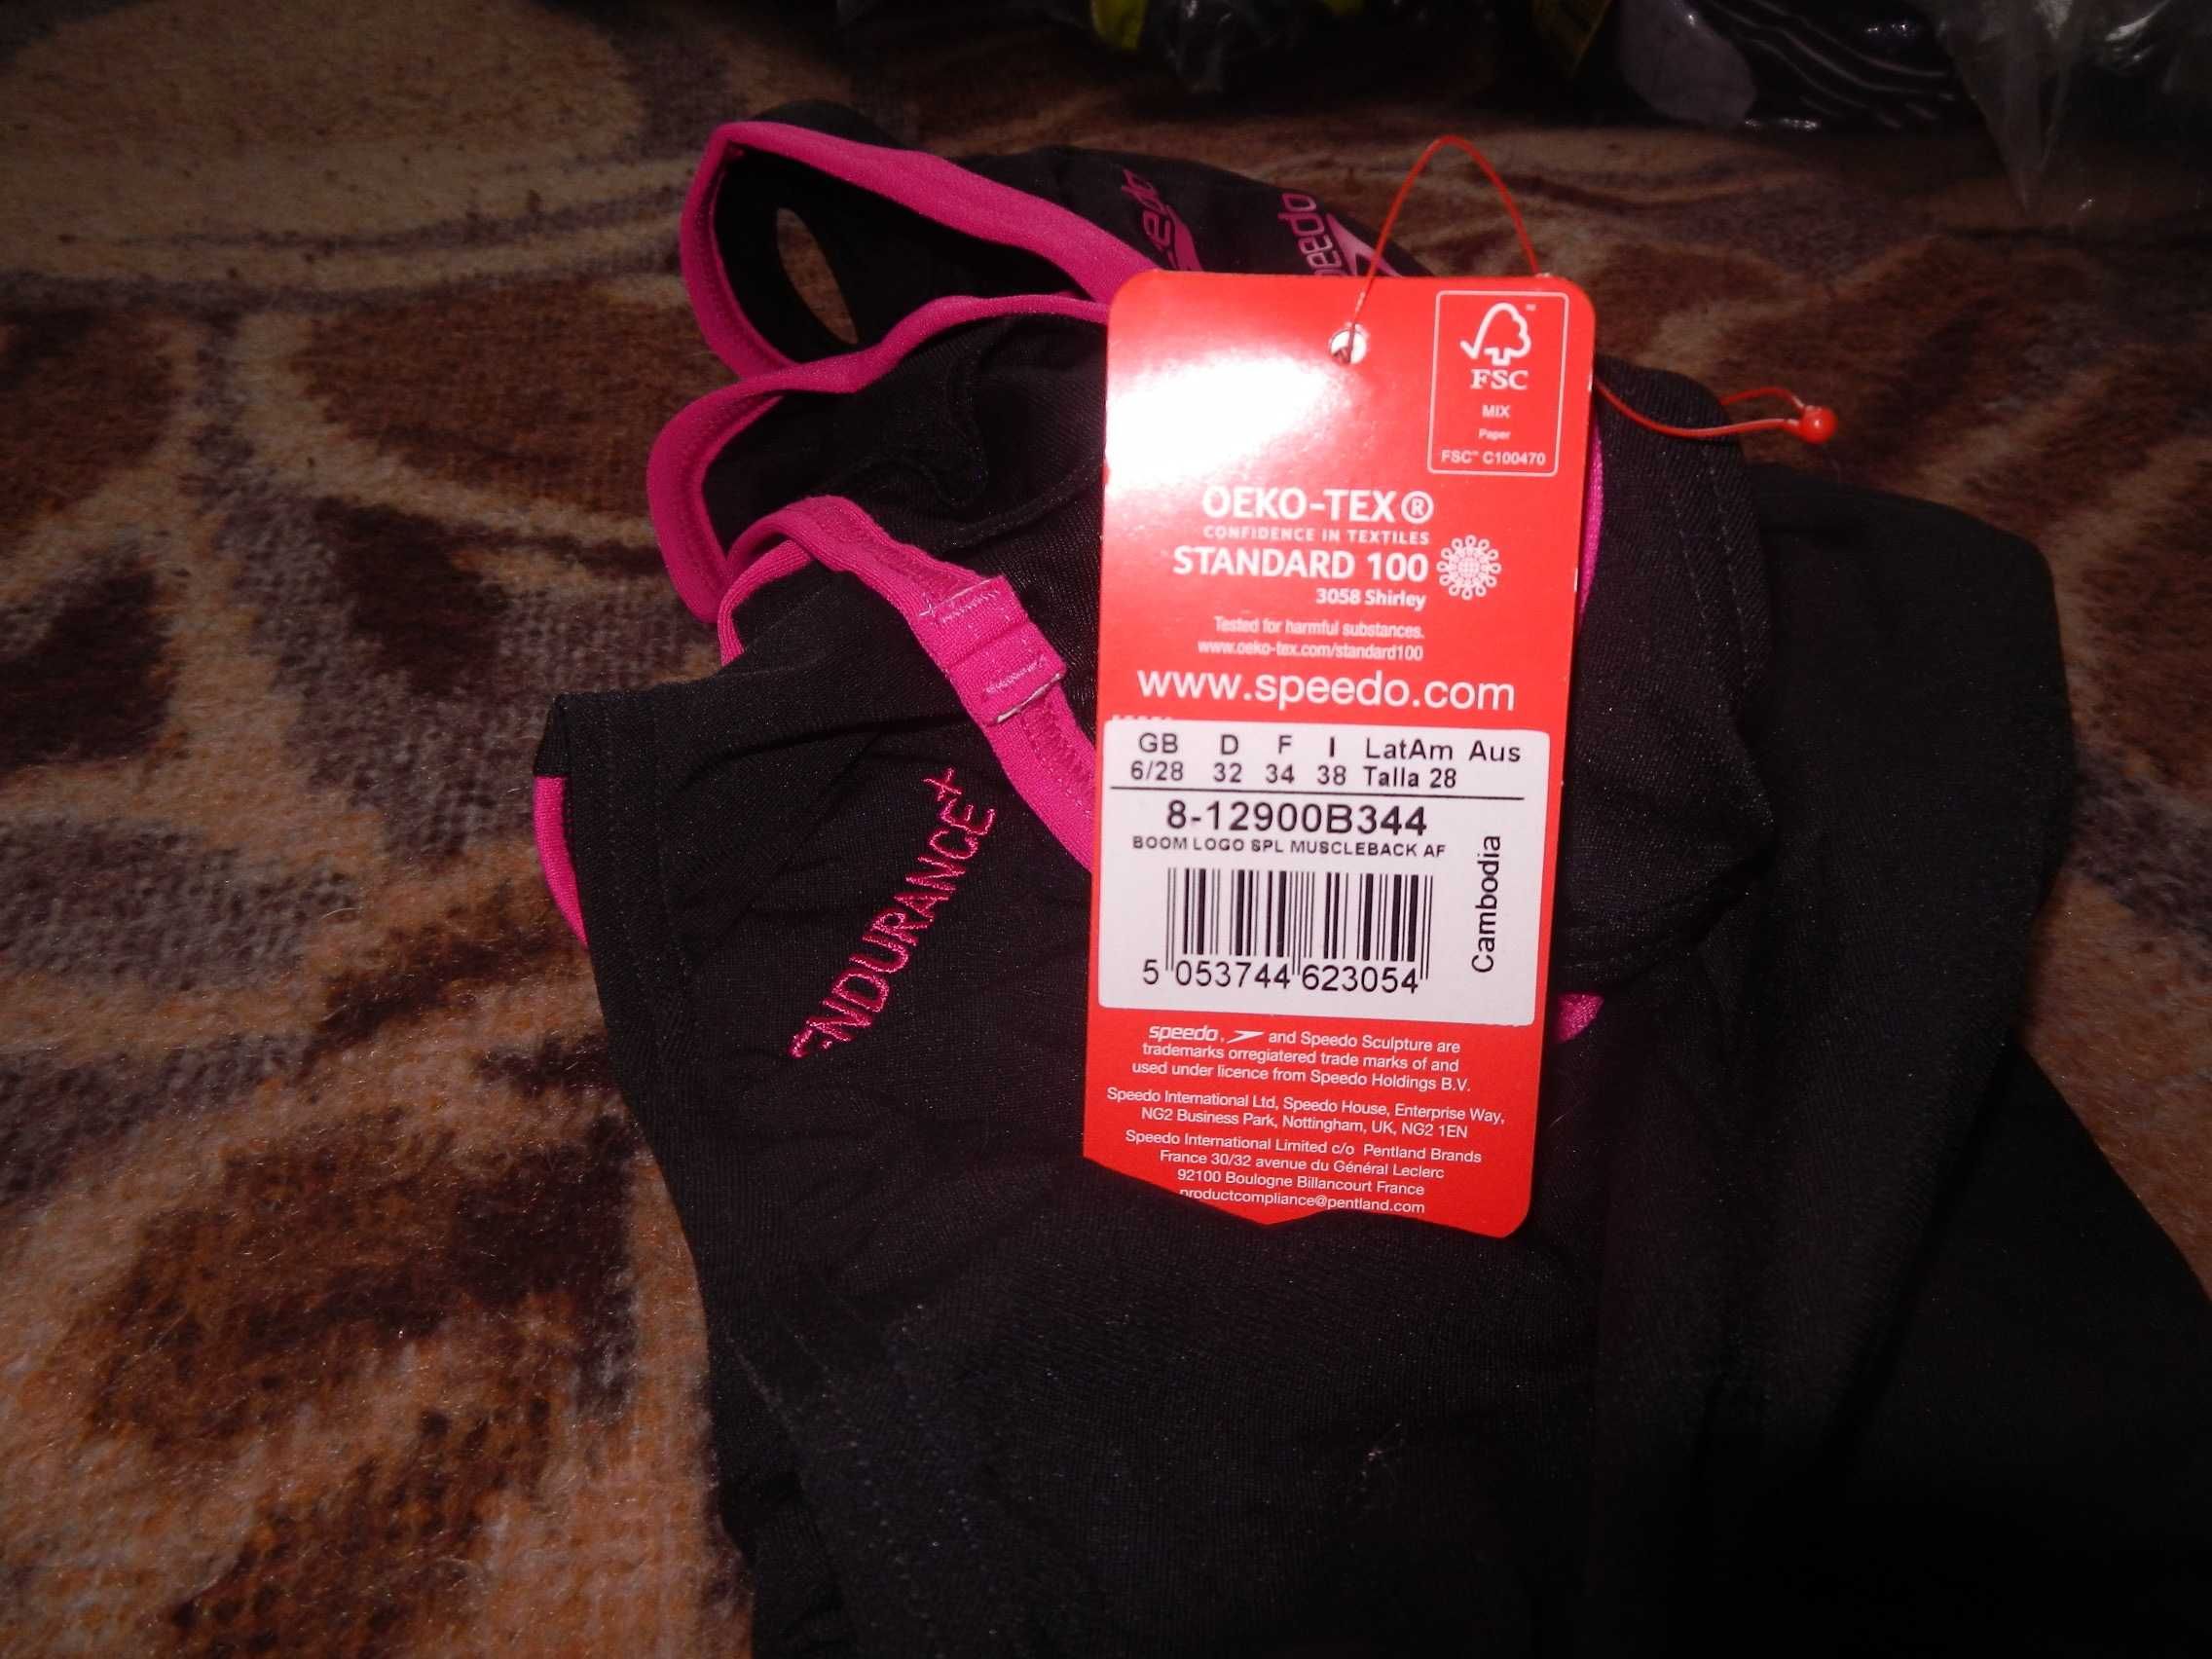 speedo
FSC
MIX
Paper
FSC™ C100470
OEKO-TEX®
CONFIDENCE IN TEXTILES
STANDARD 100
3058 Shirley
Tested for harmful substances.
www.oeko-tex.com/standard100
www.speedo.com
GB D F I LatAm Aus
6/28 32 34 38 Talla 28
8-12900B344
BOOM LOGO SPL MUSCLEBACK AF
Cambodia
5 053744 623054
speedo, and Speedo Sculpture are
trademarks orregiatered trade marks of and
used under licence from Speedo Holdings B.V.
Speedo International Ltd, Speedo House, Enterprise Way,
NG2 Business Park, Nottingham, UK, NG2 1EN
Speedo International Limited c/o Pentland Brands
France 30/32 avenue du Général Leclerc
92100 Boulogne Billancourt France
productcompliance@pentland.com
ENDURANCE+